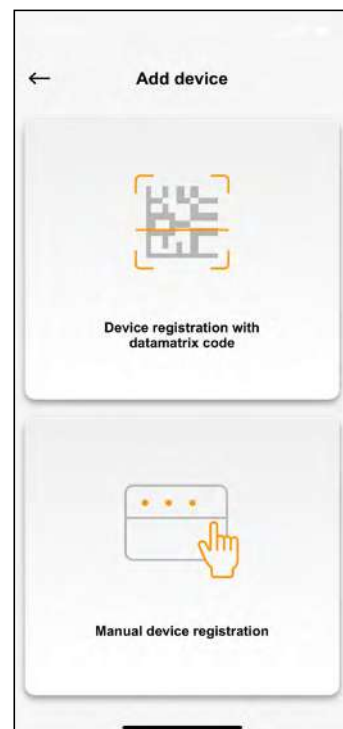 Add device
Device registration with
datamatrix code
Manual device registration